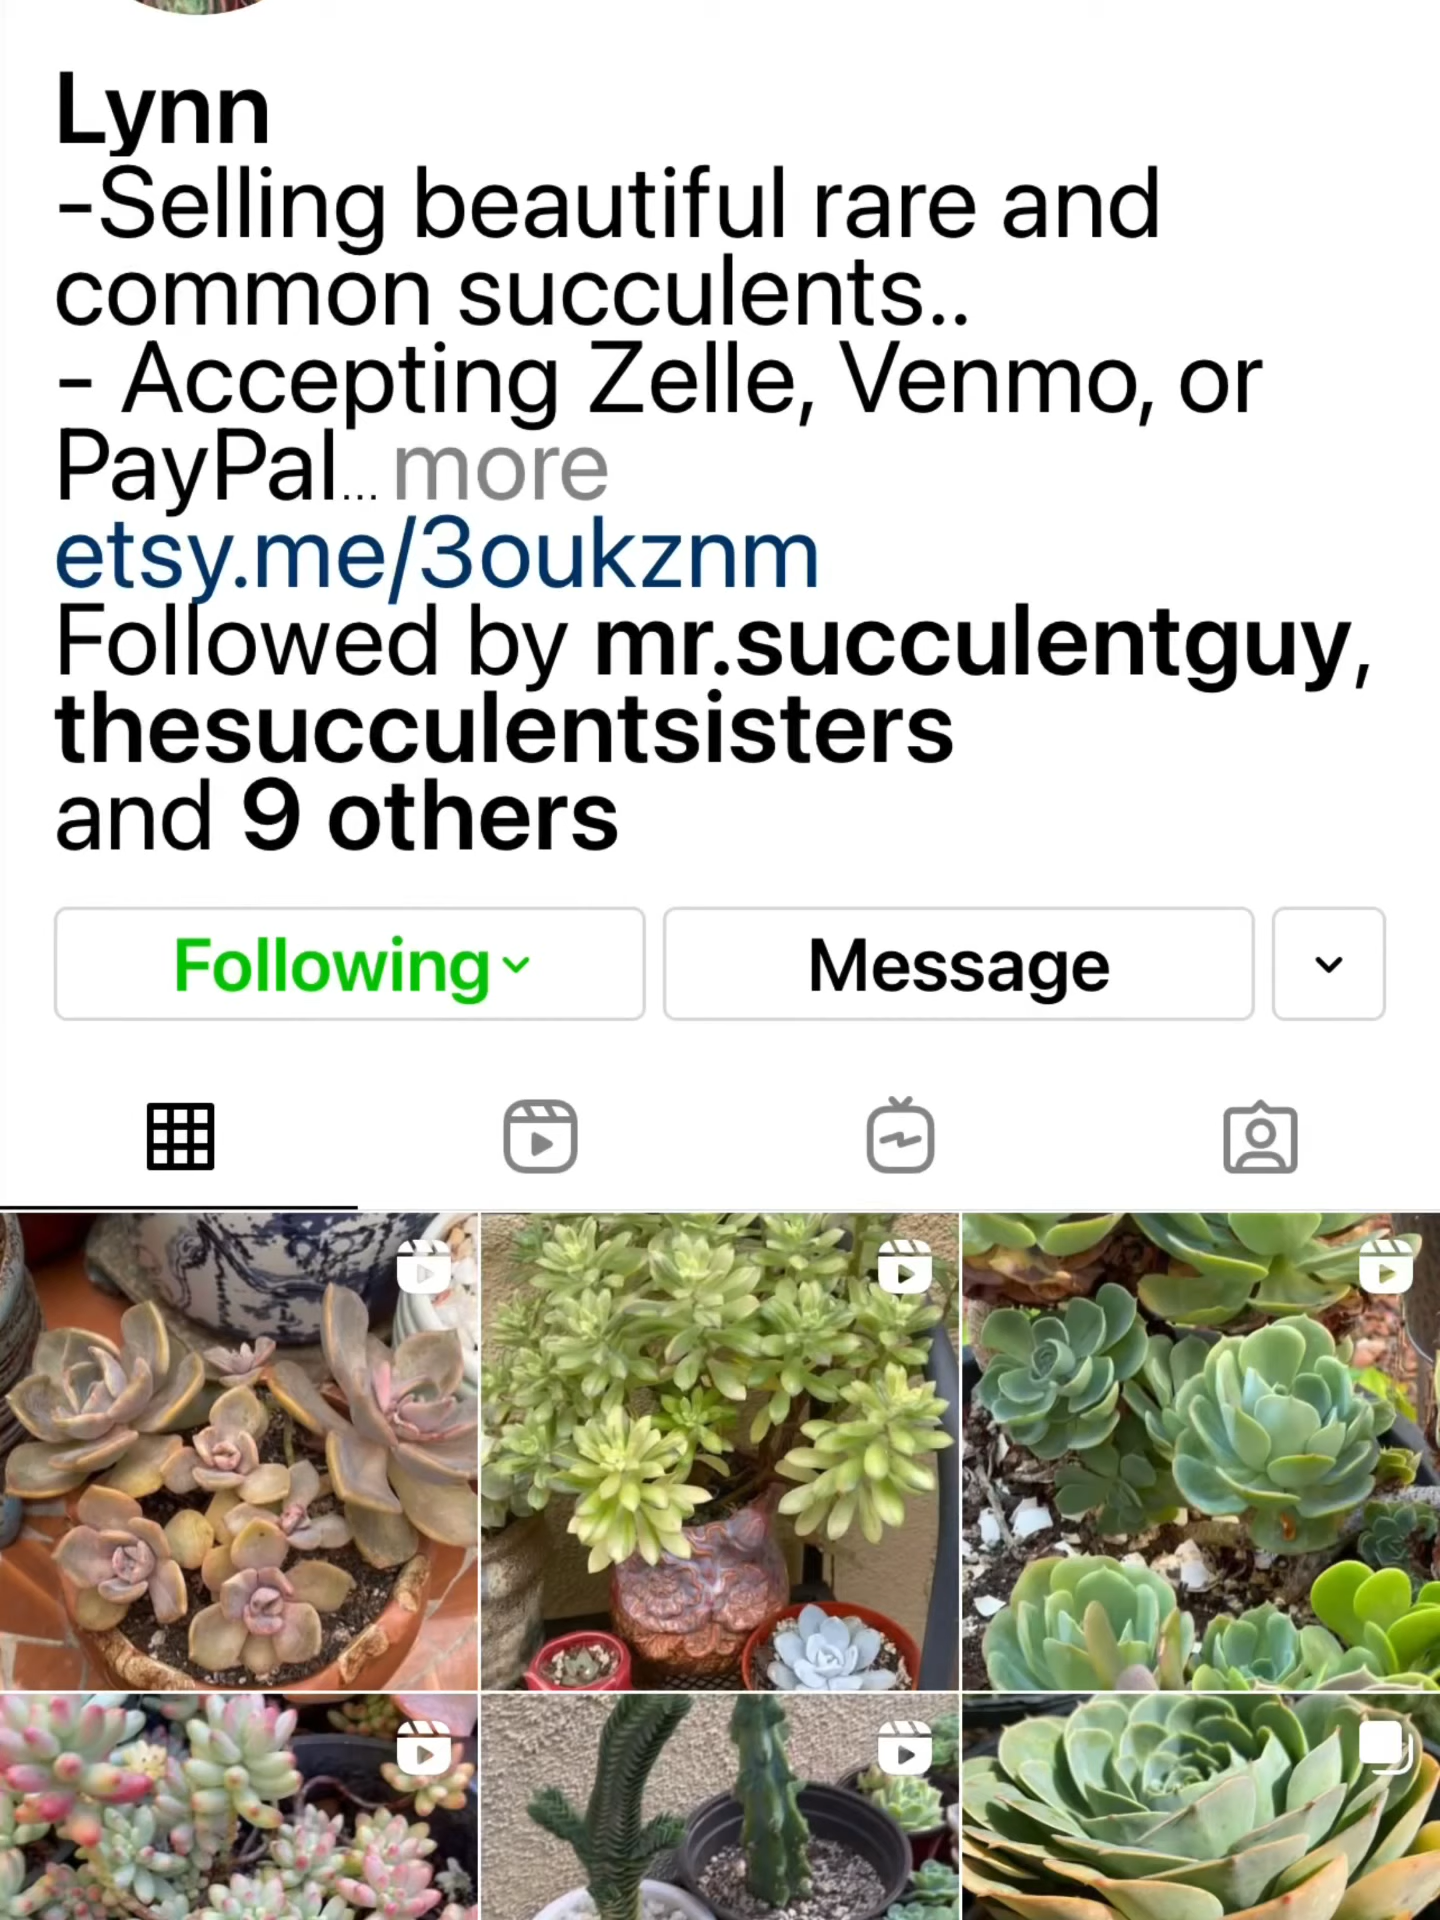 Lynn
-Selling beautiful rare and
common succulents..
- Accepting Zelle, Venmo, or
PayPal... more
etsy.me/3oukznm
Followed by mr.succulentguy,
thesucculentsisters
and 9 others
Following
Message